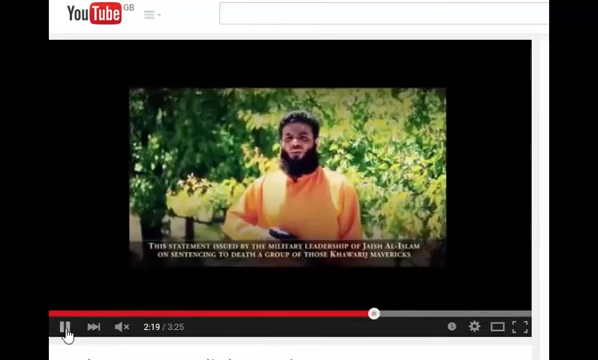 YouTube GB
THIS STATEMENT ISSUED BY THE MILITARY LEADERSHIP OF JAISH AL-ISLAM
ON SENTENCING TO DEATH A GROUP OF THOSE KHAWARIJ MAVERICKS
2:19 / 3:25